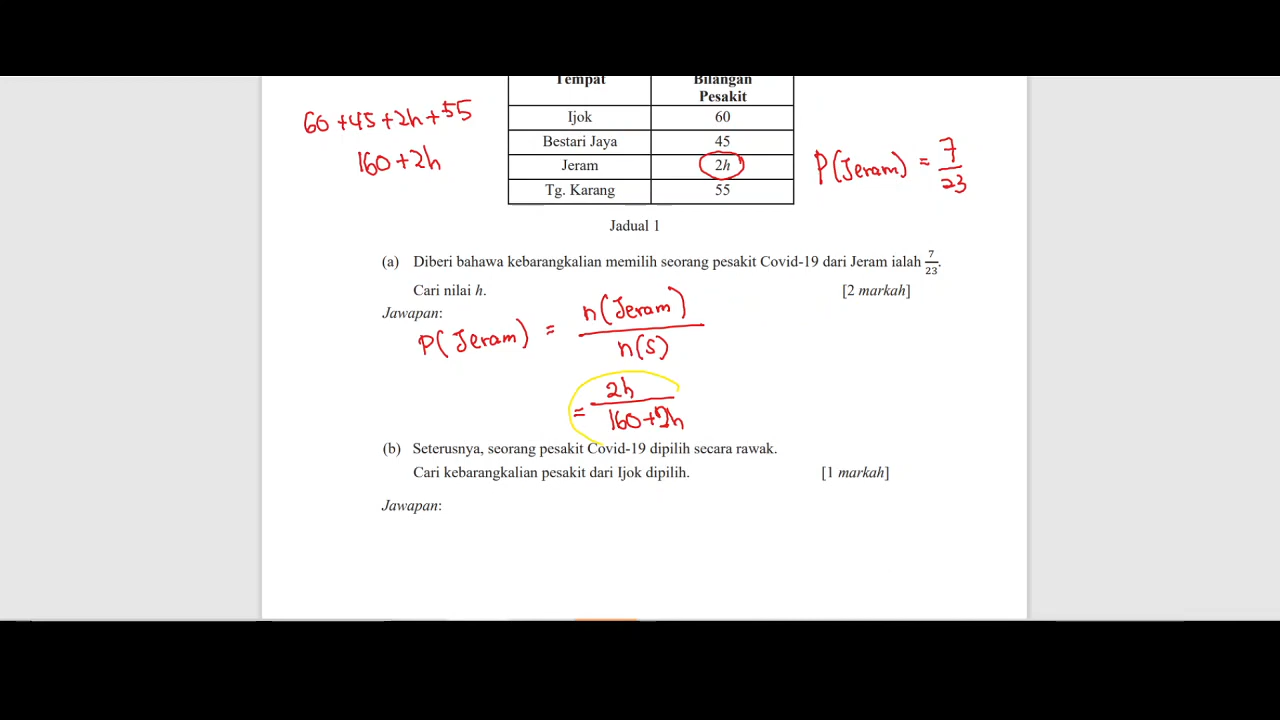 Tempat Bilangan
Pesakit
60 +45 +2h +55
Ijok 60
160 +2h
Bestari Jaya 45
Jeram 2h
P(Jeram) = 7/23
Tg. Karang 55
Jadual 1
(a) Diberi bahawa kebarangkalian memilih seorang pesakit Covid-19 dari Jeram ialah 7/23.
Cari nilai h. [2 markah]
Jawapan:
P(Jeram) = n(Jeram)/n(S)
= 2h/160+2h
(b) Seterusnya, seorang pesakit Covid-19 dipilih secara rawak.
Cari kebarangkalian pesakit dari Ijok dipilih. [1 markah]
Jawapan: